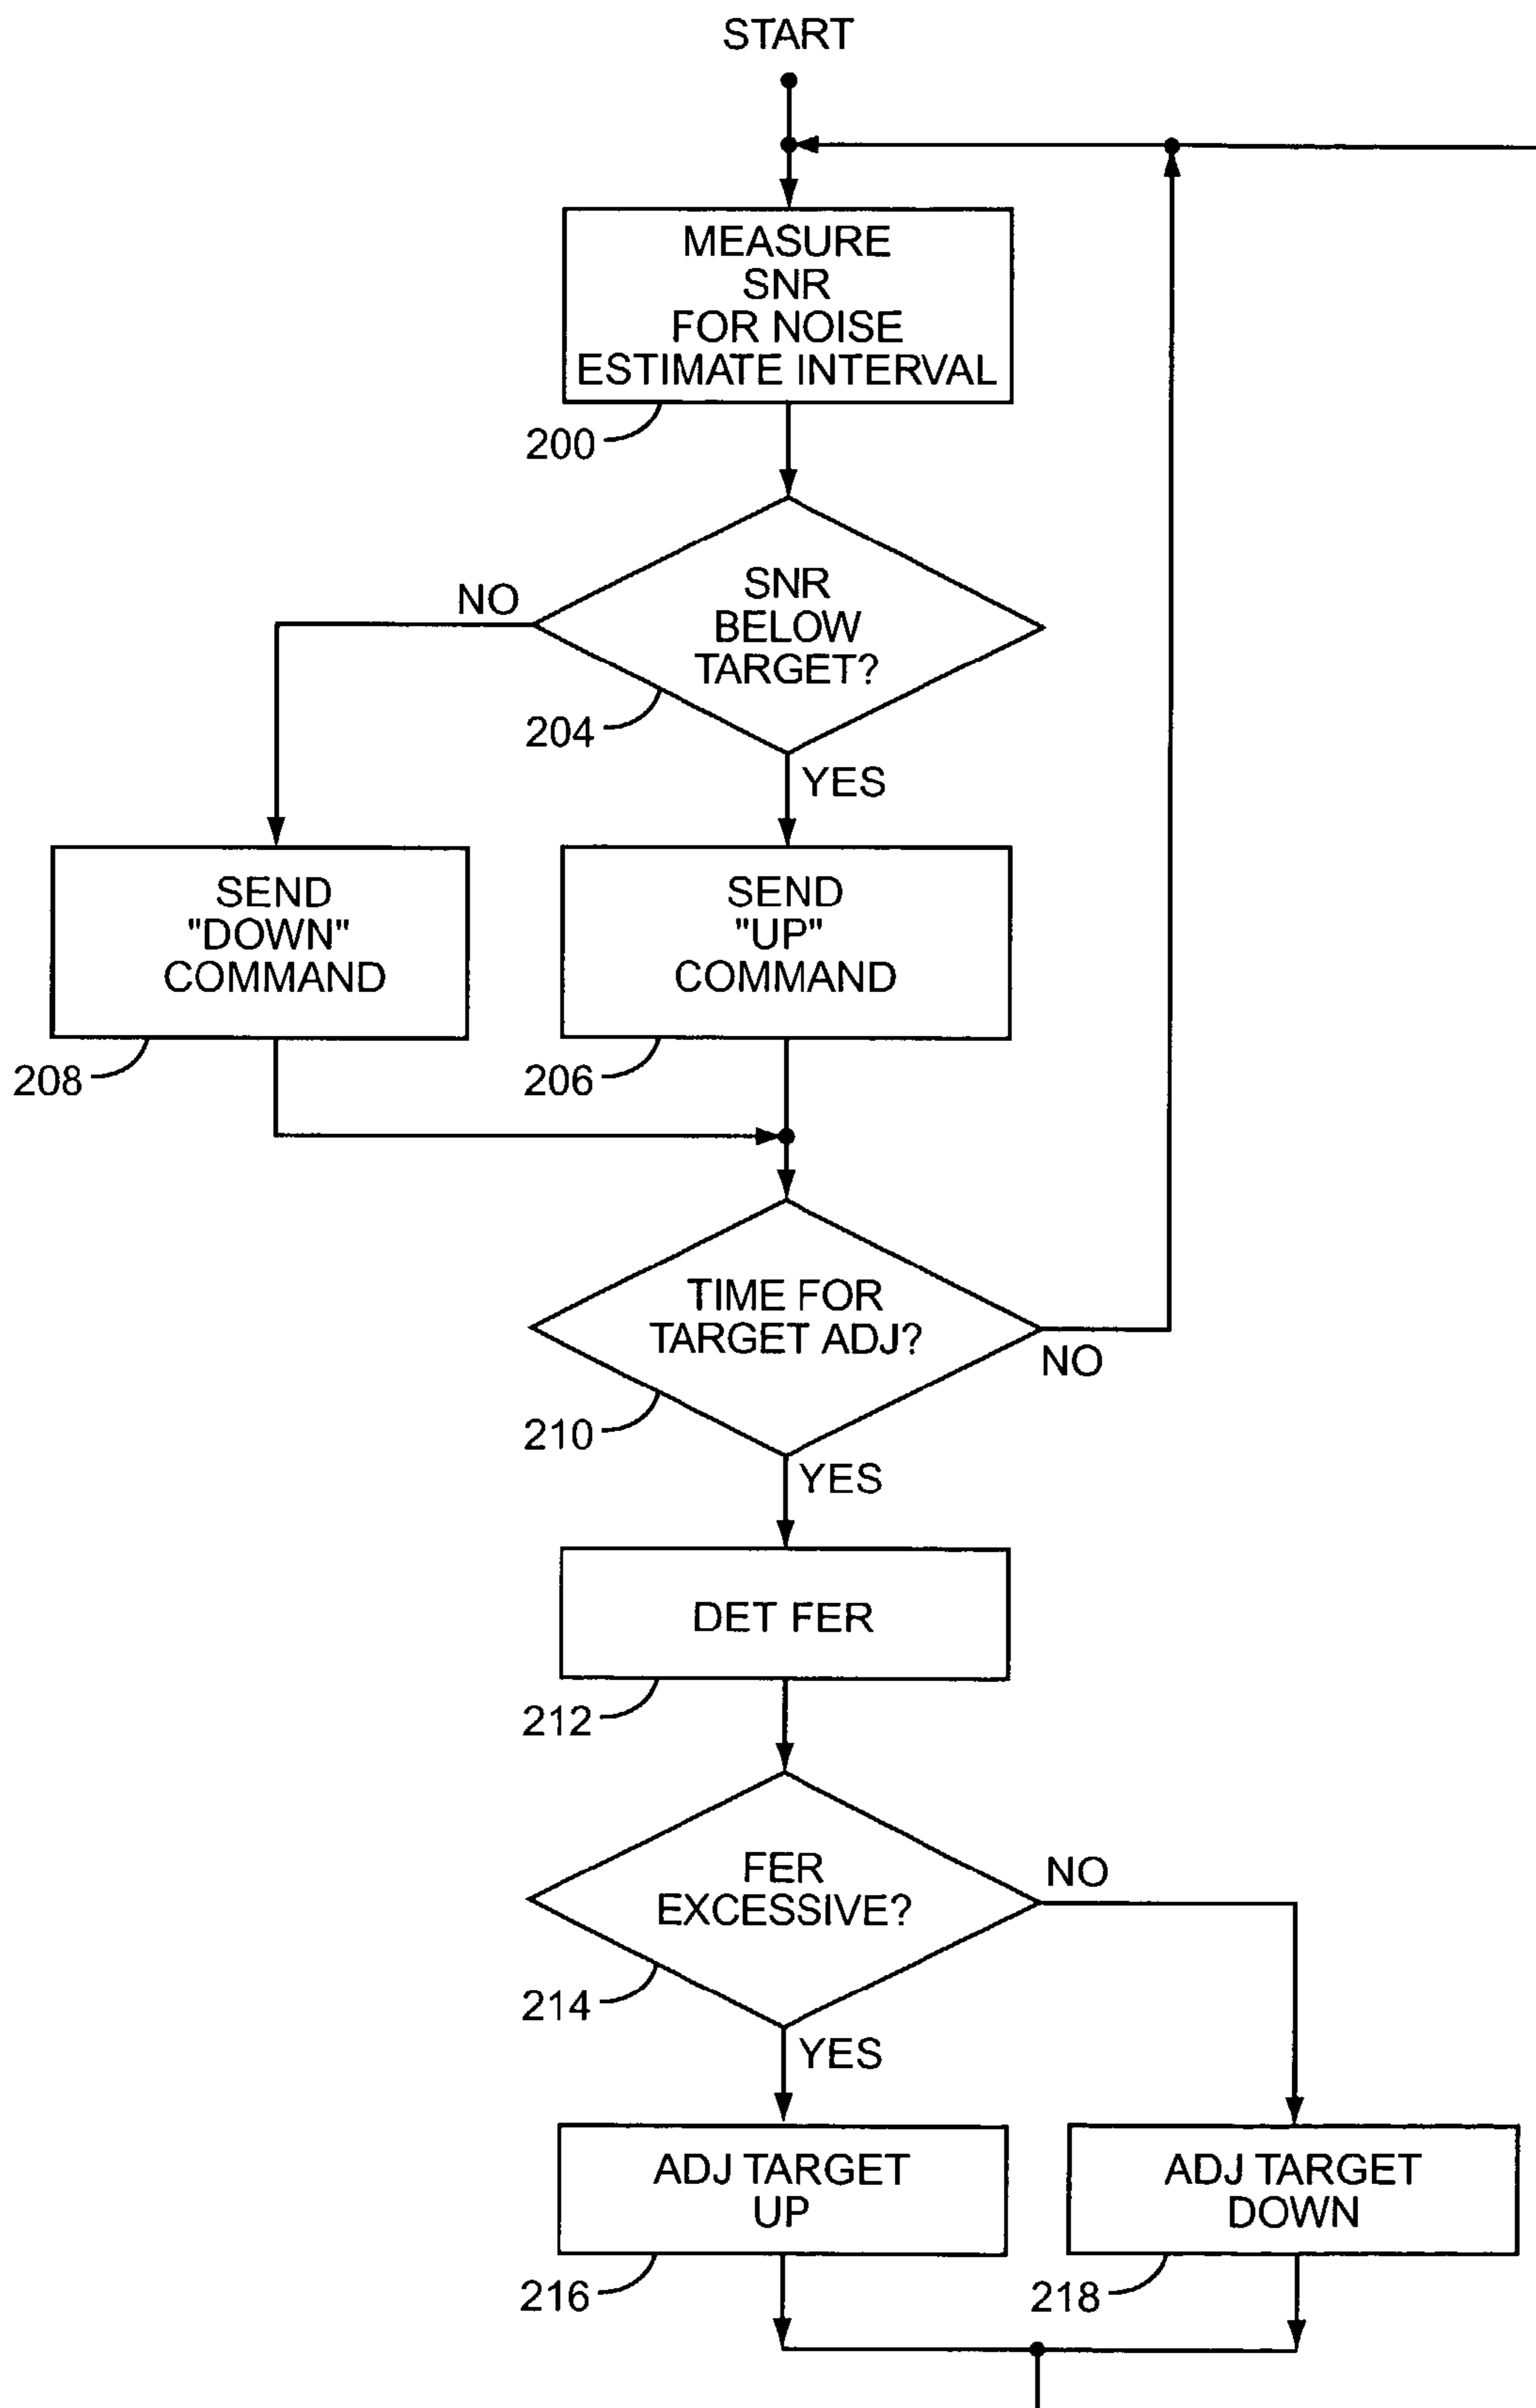 START
MEASURE
SNR
FOR NOISE
ESTIMATE INTERVAL
200
SNR
BELOW
TARGET?
204
NO
YES
SEND
"DOWN"
COMMAND
208
SEND
"UP"
COMMAND
206
TIME FOR
TARGET ADJ?
210
NO
YES
DET FER
212
FER
EXCESSIVE?
214
NO
YES
ADJ TARGET
UP
216
ADJ TARGET
DOWN
218